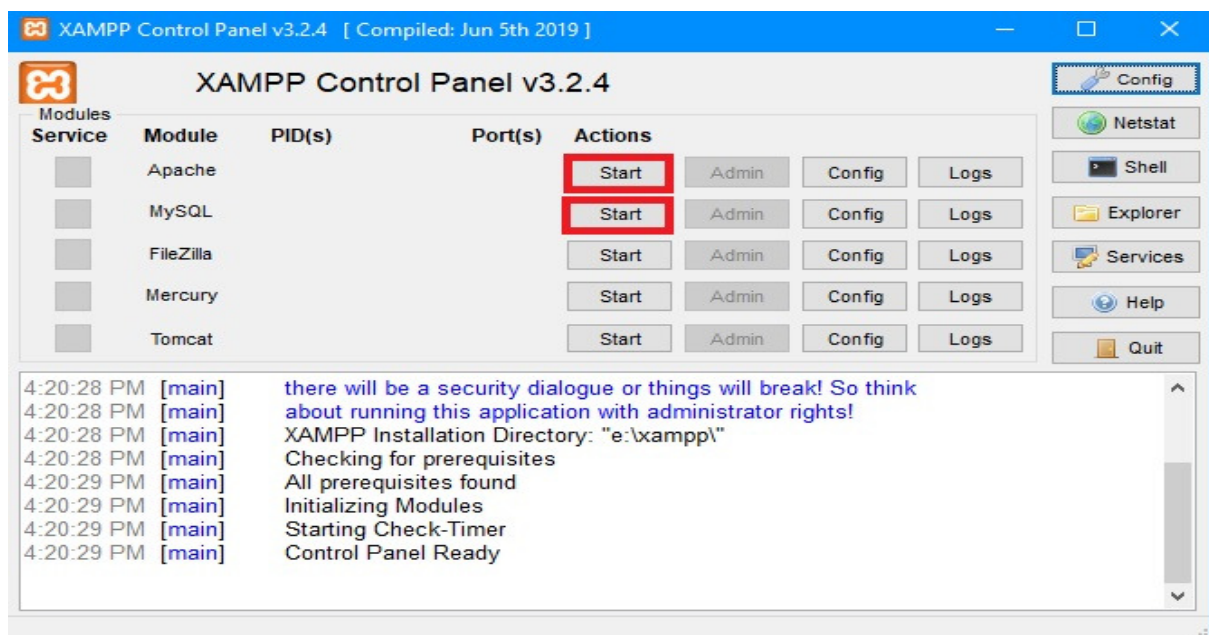 XAMPP Control Panel v3.2.4 [ Compiled: Jun 5th 2019 ]
XAMPP Control Panel v3.2.4
Config
Modules
Service Module PID(s) Port(s) Actions
Netstat
Apache Start Admin Config Logs
Shell
MySQL Start Admin Config Logs
Explorer
FileZilla Start Admin Config Logs
Services
Mercury Start Admin Config Logs
Help
Tomcat Start Admin Config Logs
Quit
4:20:28 PM [main] there will be a security dialogue or things will break! So think
4:20:28 PM [main] about running this application with administrator rights!
4:20:28 PM [main] XAMPP Installation Directory: "e:\xampp\"
4:20:28 PM [main] Checking for prerequisites
4:20:29 PM [main] All prerequisites found
4:20:29 PM [main] Initializing Modules
4:20:29 PM [main] Starting Check-Timer
4:20:29 PM [main] Control Panel Ready